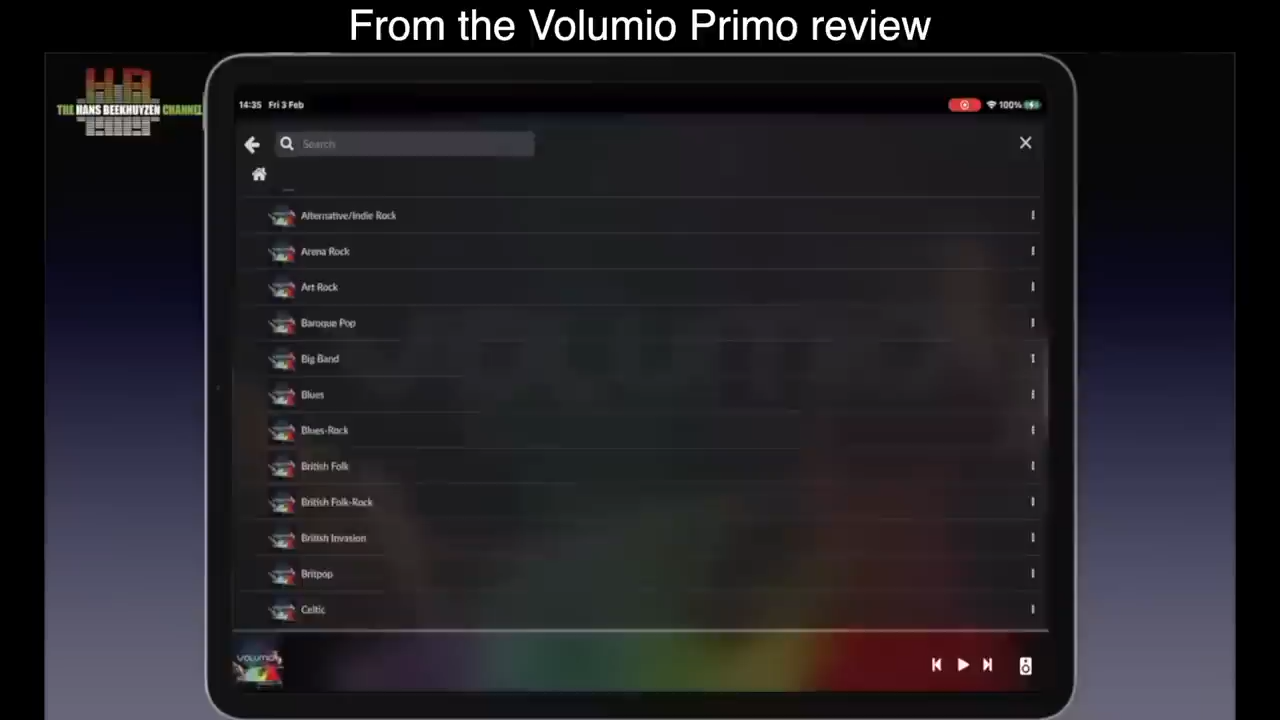 From the Volumio Primo review
THE HANS BEEKHUYZEN CHANNEL
14:35 Fri 3 Feb
100%
Search
Alternative/Indie Rock
Arena Rock
Art Rock
Baroque Pop
Big Band
Blues
Blues-Rock
British Folk
British Folk-Rock
British Invasion
Britpop
Celtic
VOLUMIO